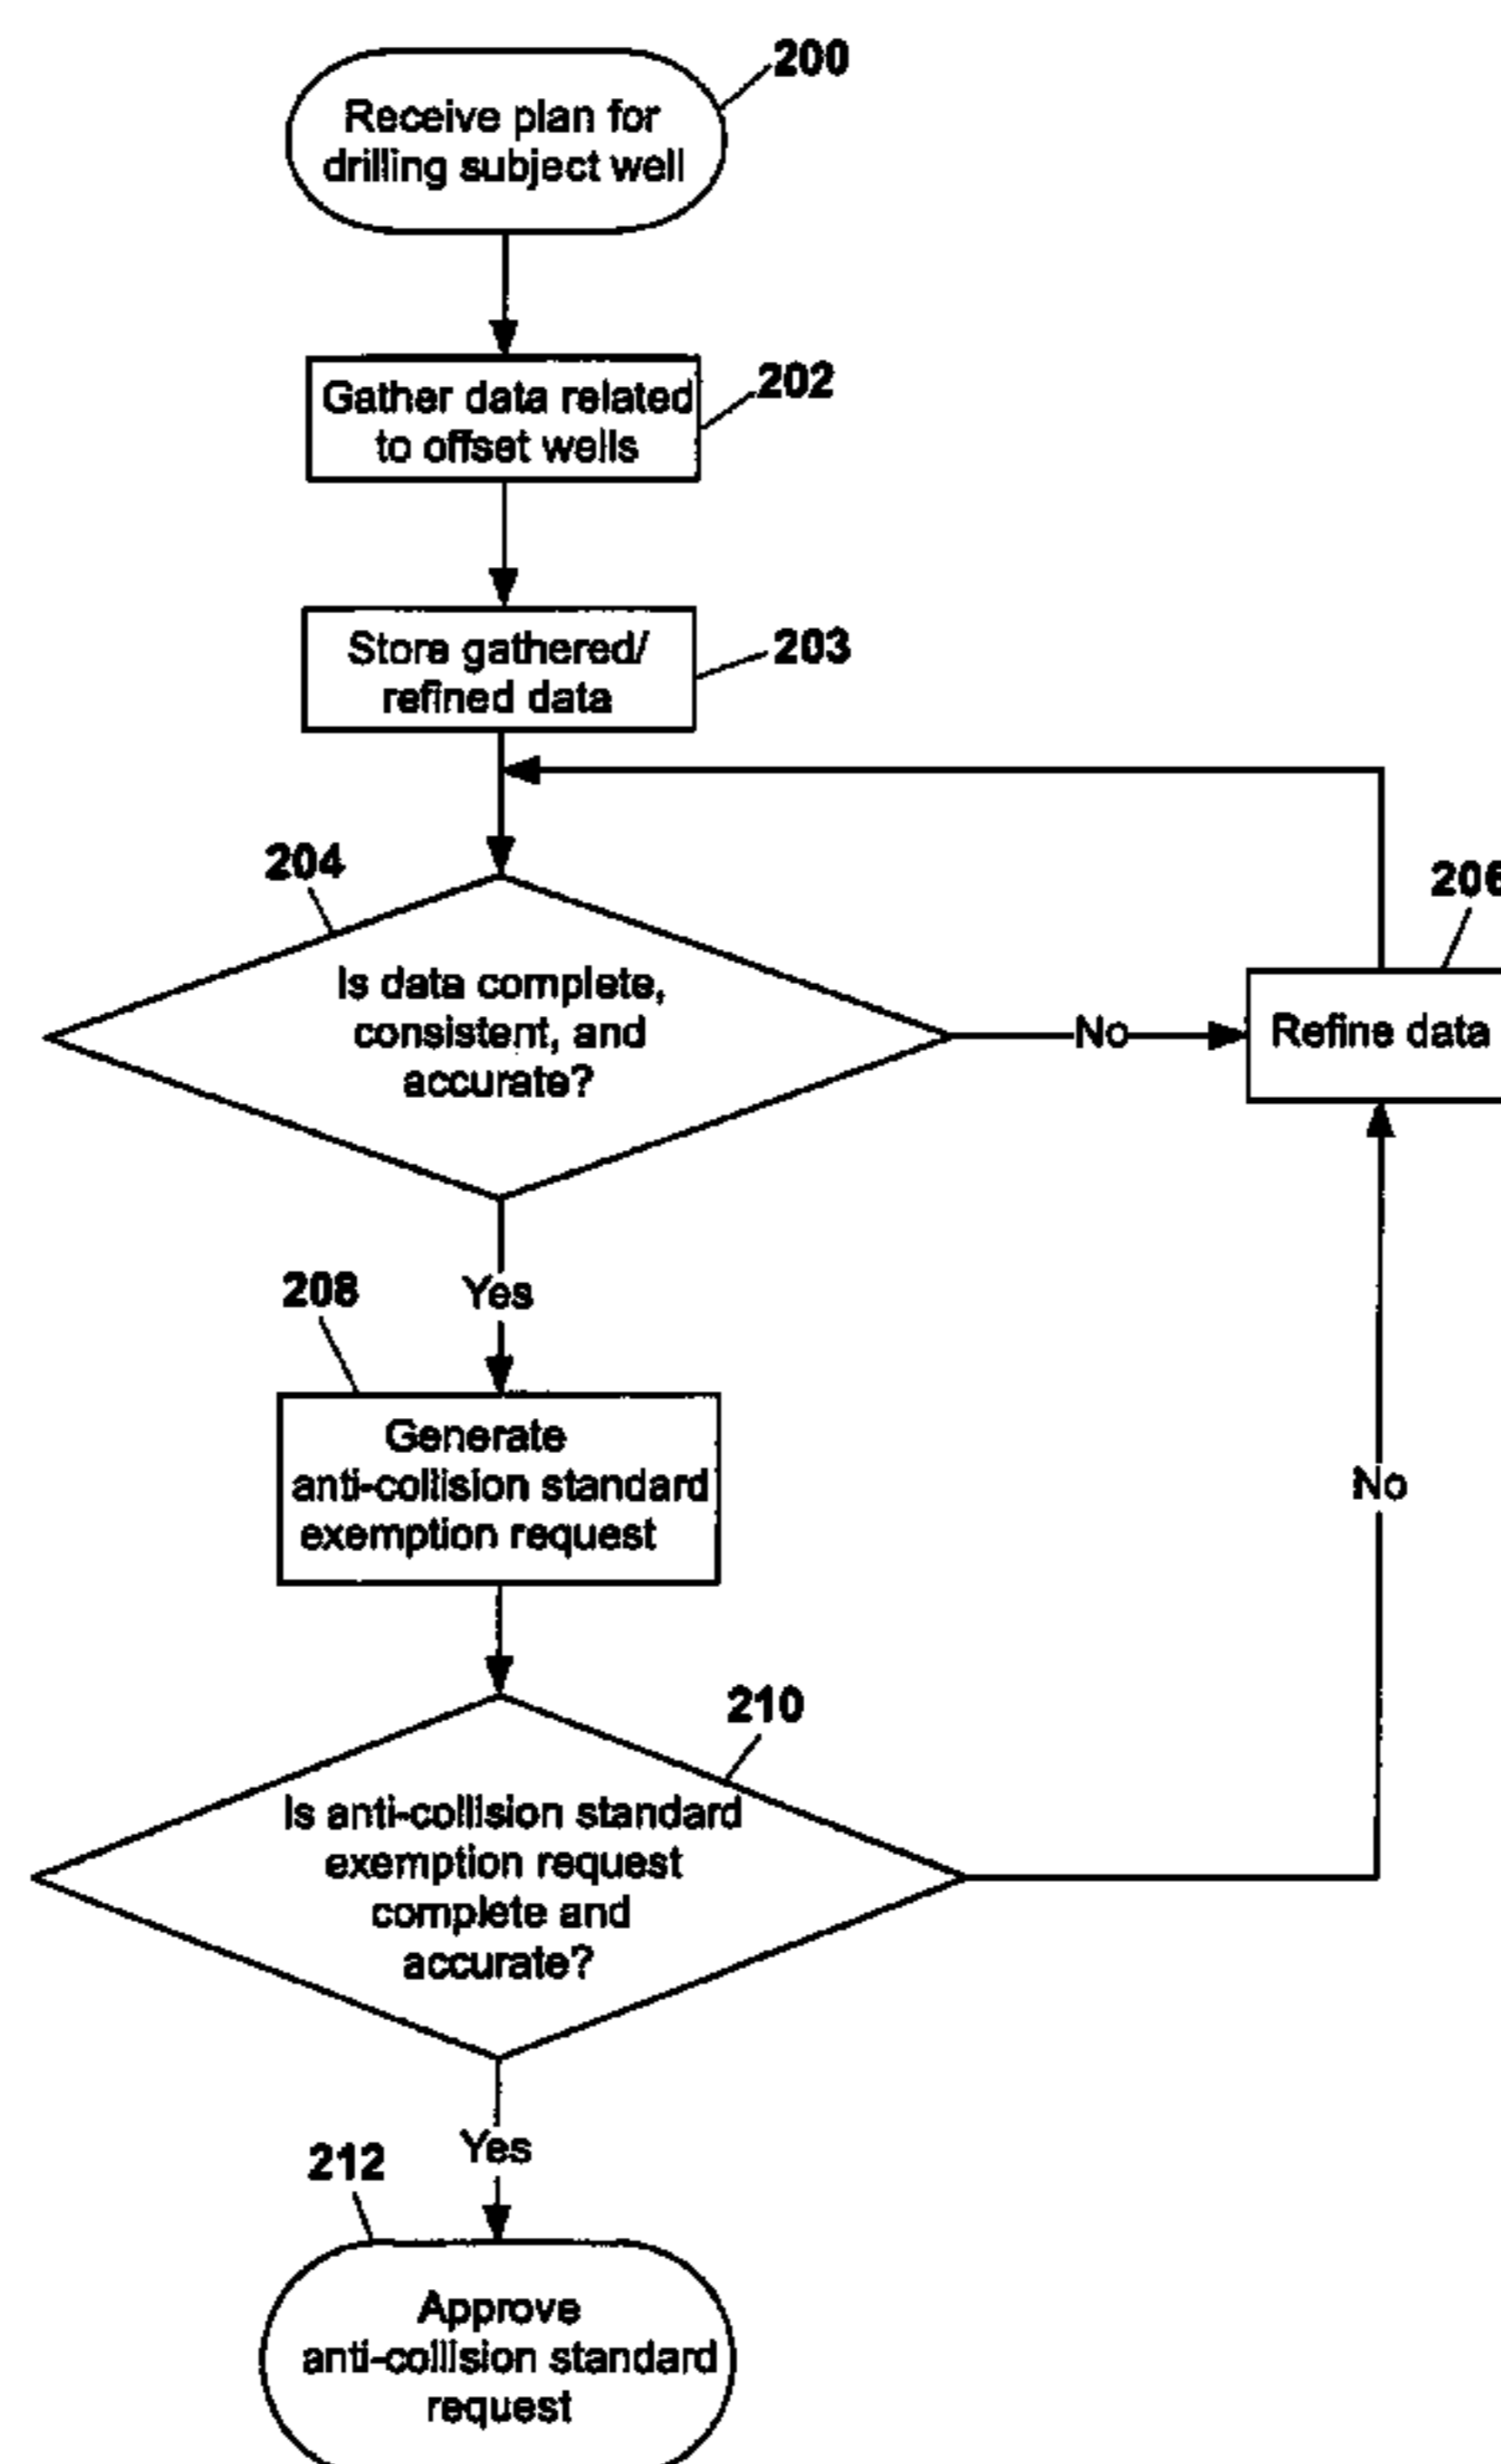 200
Receive plan for
drilling subject well
202
Gather data related
to offset wells
203
Store gathered/
refined data
204
Is data complete,
consistent, and
accurate?
No
206
Refine data
Yes
208
Generate
anti-collision standard
exemption request
No
210
Is anti-collision standard
exemption request
complete and
accurate?
Yes
212
Approve
anti-collision standard
request